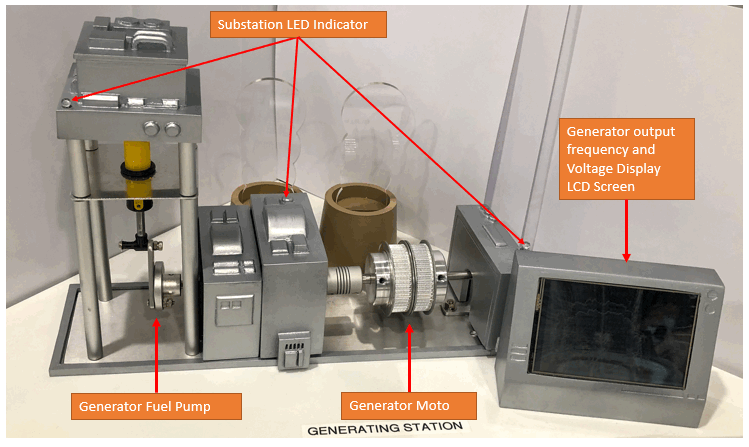 Substation LED Indicator
Generator output
frequency and
Voltage Display
LCD Screen
Generator Fuel Pump
Generator Moto
GENERATING STATION